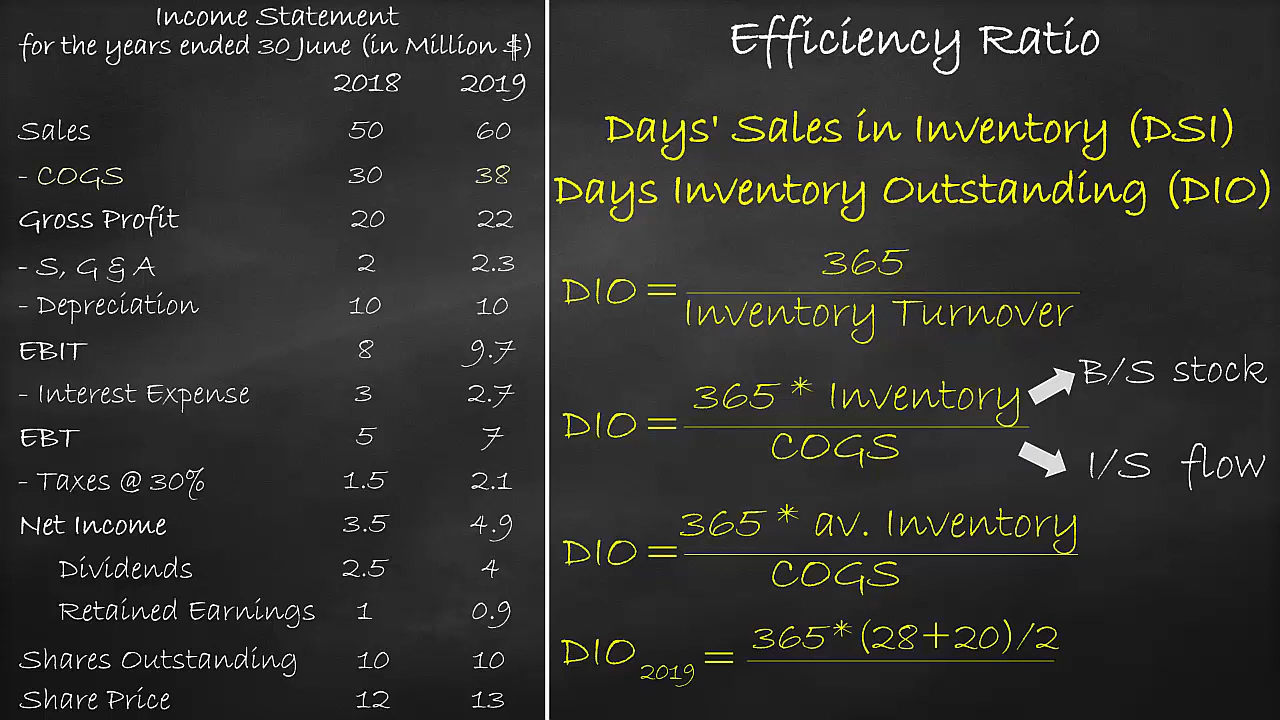 Income Statement
for the years ended 30 June (in Million $)
2018 2019
Sales 50 60
- COGS 30 38
Gross Profit 20 22
- S, G & A 2 2.3
- Depreciation 10 10
EBIT 8 9.7
- Interest Expense 3 2.7
EBT 5 7
- Taxes @ 30% 1.5 2.1
Net Income 3.5 4.9
Dividends 2.5 4
Retained Earnings 1 0.9
Shares Outstanding 10 10
Share Price 12 13
Efficiency Ratio
Days' Sales in Inventory (DSI)
Days Inventory Outstanding (DIO)
365
DIO =
Inventory Turnover
B/S stock
365 * Inventory
DIO =
COGS
I/S flow
365 * av. Inventory
DIO =
COGS
365*(28+20)/2
DIO 2019 =